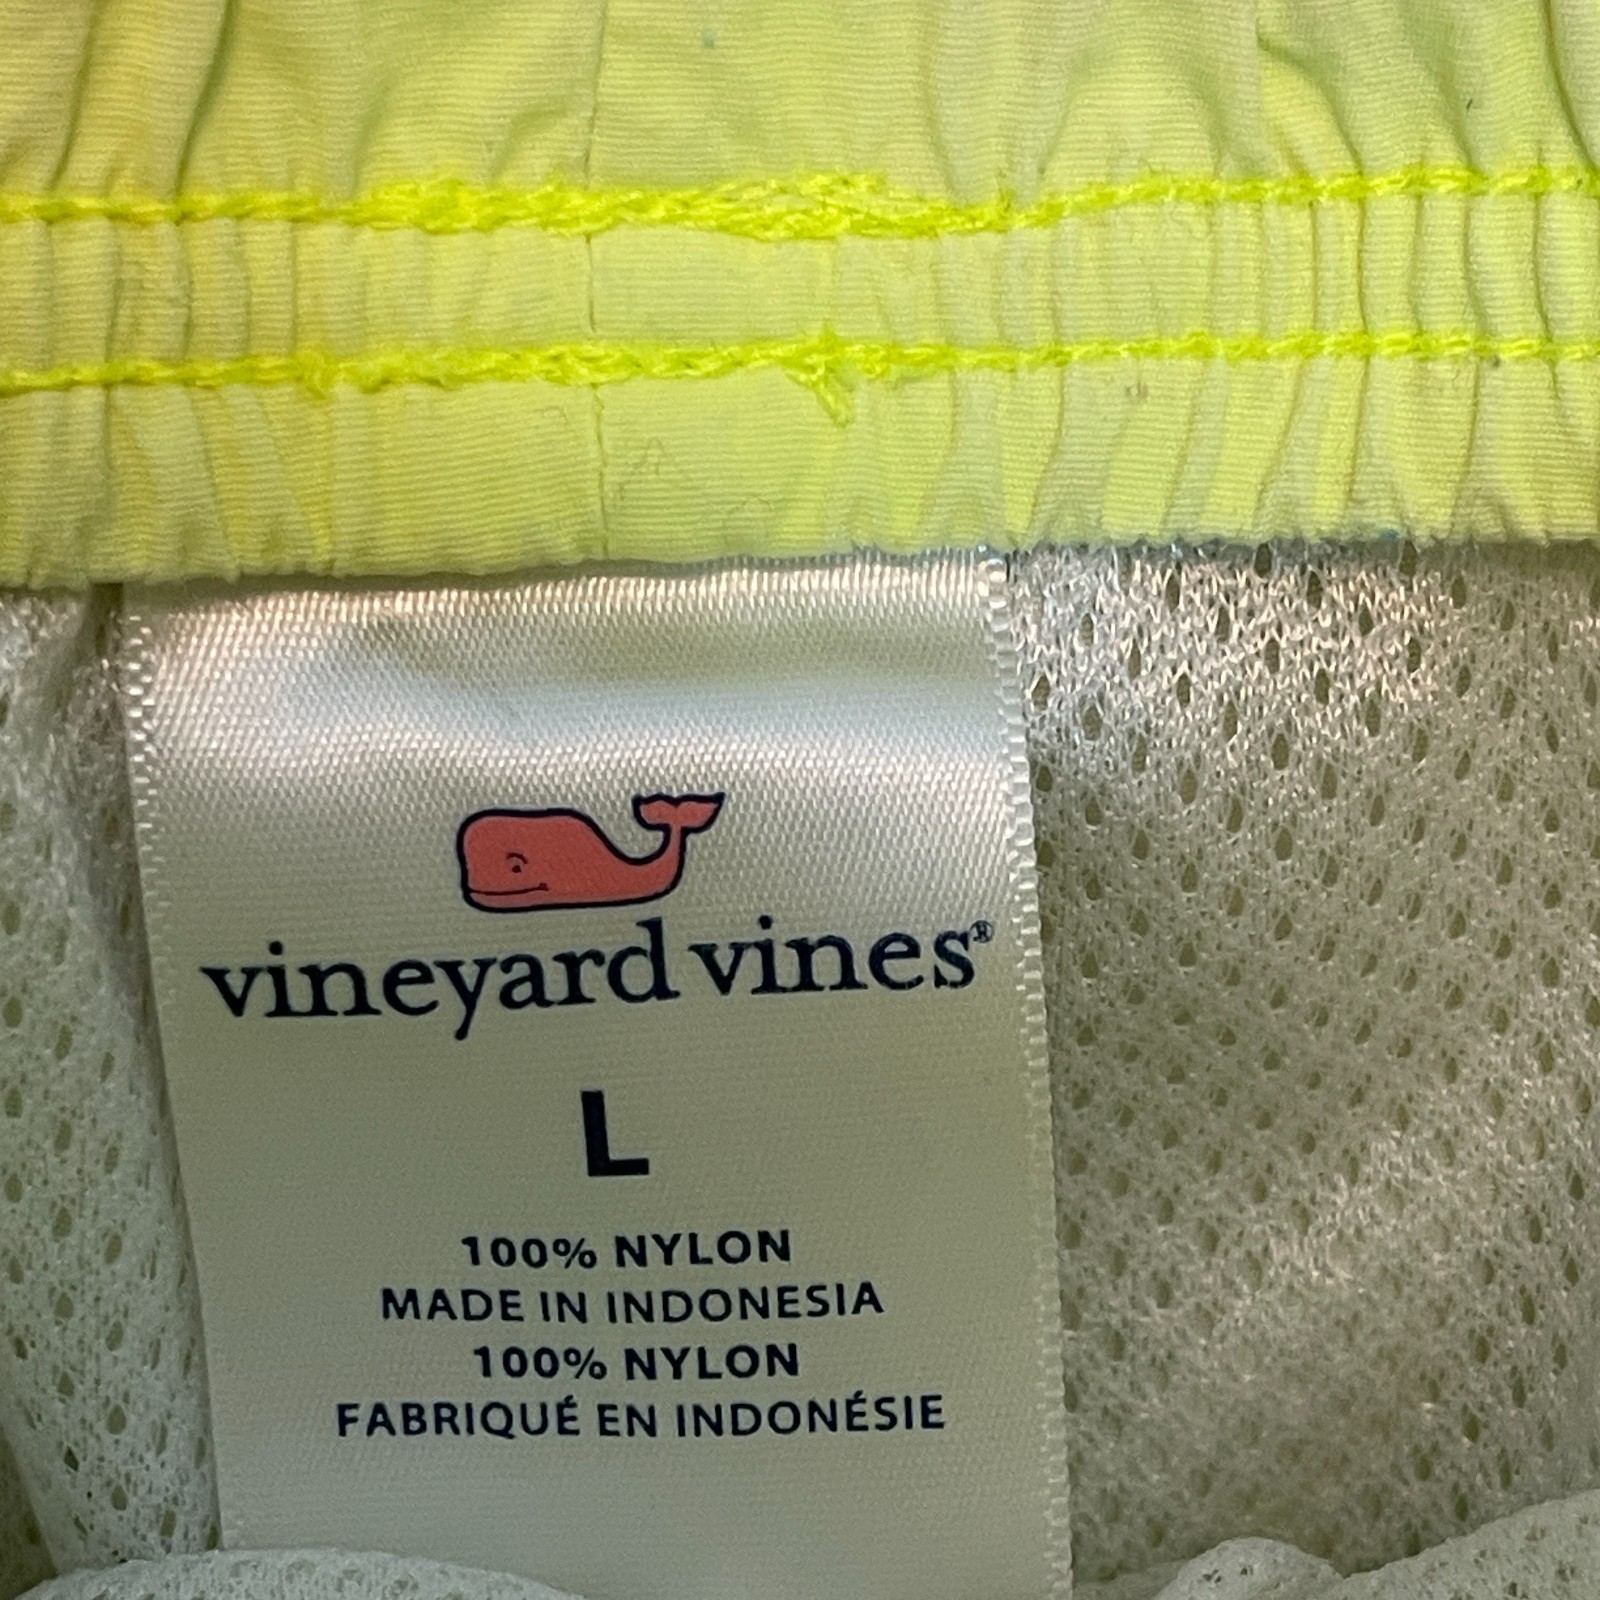 vineyard vines®
L
100% NYLON
MADE IN INDONESIA
100% NYLON
FABRIQUÉ EN INDONÉSIE